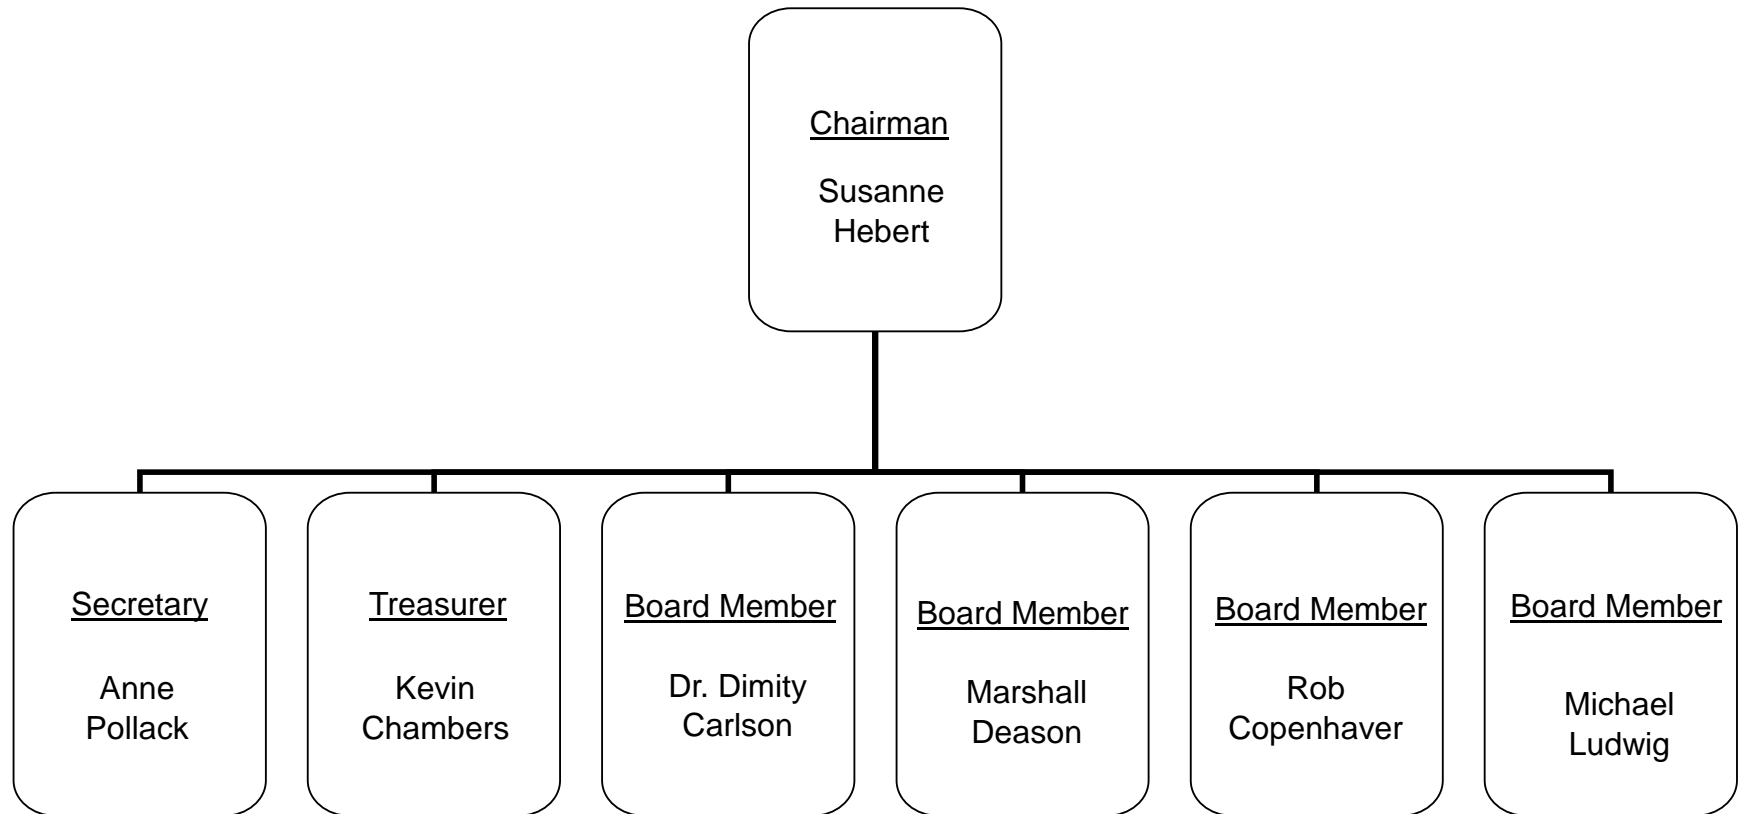 Chairman
Susanne
Hebert
Secretary
Anne
Pollack
Treasurer
Kevin
Chambers
Board Member
Dr. Dimity
Carlson
Board Member
Marshall
Deason
Board Member
Rob
Copenhaver
Board Member
Michael
Ludwig